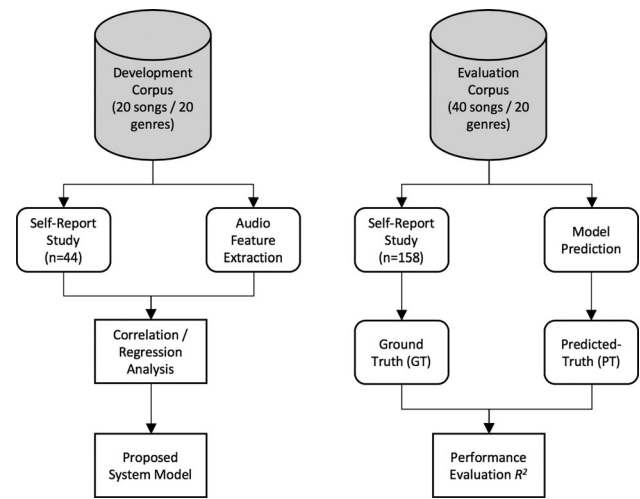 Development
Corpus
(20 songs / 20
genres)
Self-Report
Study
(n=44)
Audio
Feature
Extraction
Correlation /
Regression
Analysis
Proposed
System Model
Evaluation
Corpus
(40 songs / 20
genres)
Self-Report
Study
(n=158)
Model
Prediction
Ground
Truth (GT)
Predicted-
Truth (PT)
Performance
Evaluation R²